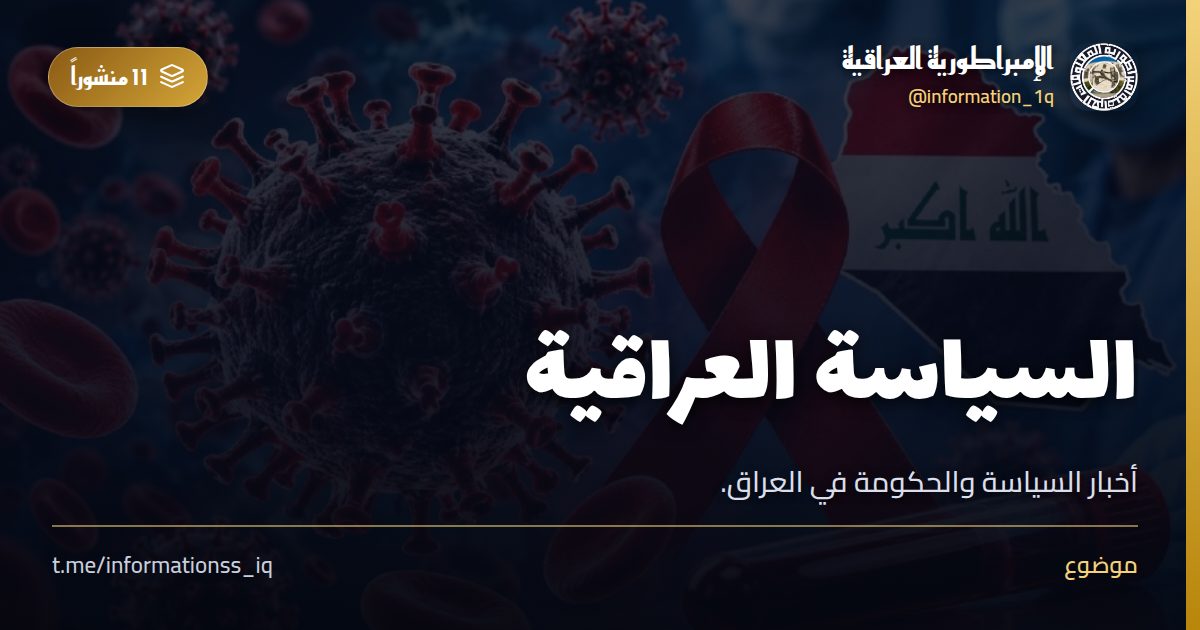 الإمبراطورية العراقية
@information_1q
11 منشوراً
الله اكبر
السياسة العراقية
أخبار السياسة والحكومة في العراق.
موضوع
t.me/informationss_iq